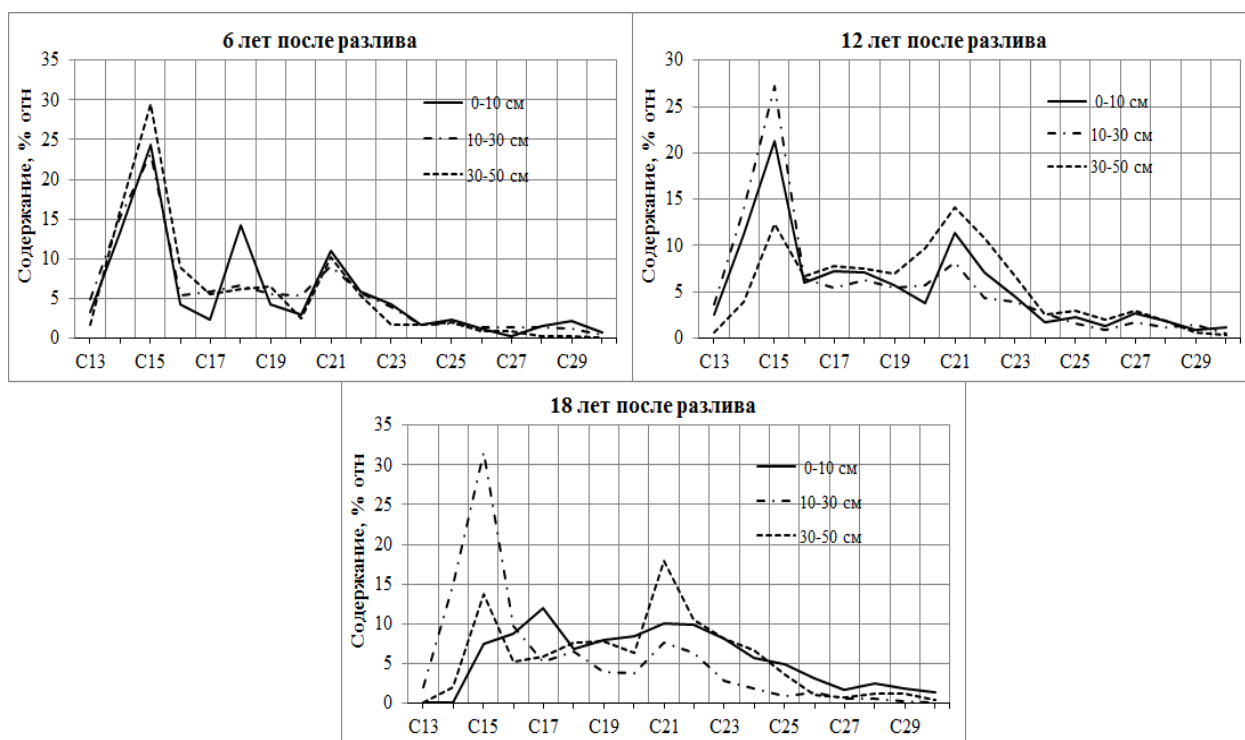 6 лет после разлива
Содержание, % отн
35
30
25
20
15
10
5
0
0-10 см
10-30 см
30-50 см
C13 C15 C17 C19 C21 C23 C25 C27 C29
12 лет после разлива
Содержание, % отн
30
25
20
15
10
5
0
0-10 см
10-30 см
30-50 см
C13 C15 C17 C19 C21 C23 C25 C27 C29
18 лет после разлива
Содержание, % отн
35
30
25
20
15
10
5
0
0-10 см
10-30 см
30-50 см
C13 C15 C17 C19 C21 C23 C25 C27 C29